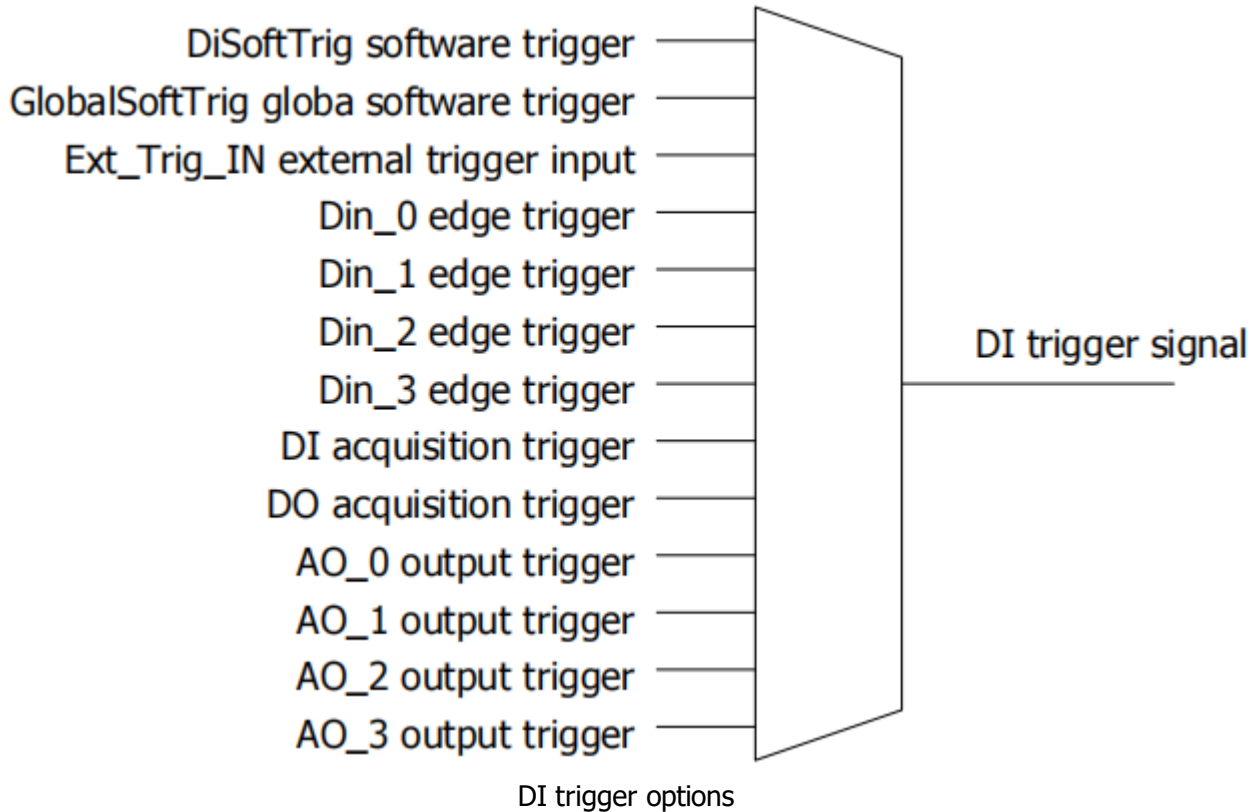 DiSoftTrig software trigger
GlobalSoftTrig globa software trigger
Ext_Trig_IN external trigger input
Din_0 edge trigger
Din_1 edge trigger
Din_2 edge trigger
DI trigger signal
Din_3 edge trigger
DI acquisition trigger
DO acquisition trigger
AO_0 output trigger
AO_1 output trigger
AO_2 output trigger
AO_3 output trigger
DI trigger options